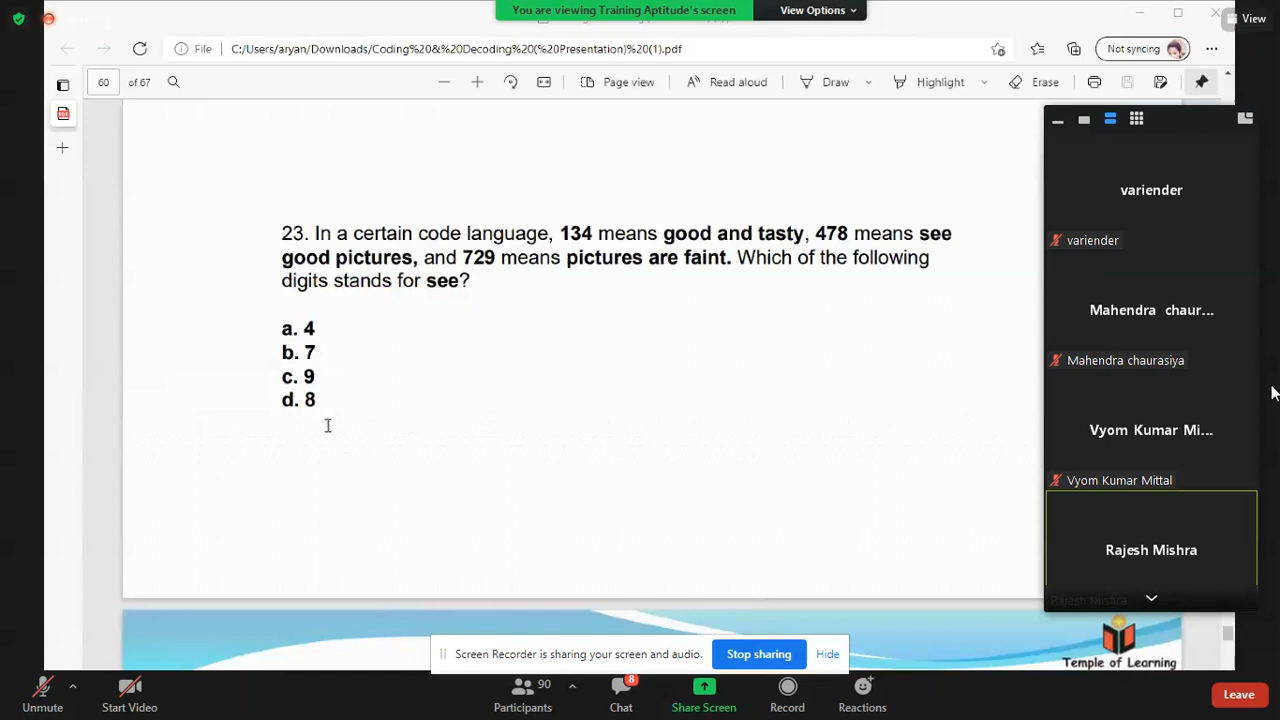 You are viewing Training Aptitude's screen
View Options
View
File
C:/Users/aryan/Downloads/Coding%20&%20Decoding%20(%20Presentation)%20(1).pdf
Not syncing
60 of 67
Page view
Read aloud
Draw
Highlight
Erase
23. In a certain code language, 134 means good and tasty, 478 means see
good pictures, and 729 means pictures are faint. Which of the following
digits stands for see?
a. 4
b. 7
c. 9
d. 8
variender
variender
Mahendra chaur...
Mahendra chaurasiya
Vyom Kumar Mi...
Vyom Kumar Mittal
Rajesh Mishra
Rajesh Mishra
Temple of Learning
Screen Recorder is sharing your screen and audio.
Stop sharing
Hide
Unmute
Start Video
90
Participants
8
Chat
Share Screen
Record
Reactions
Leave